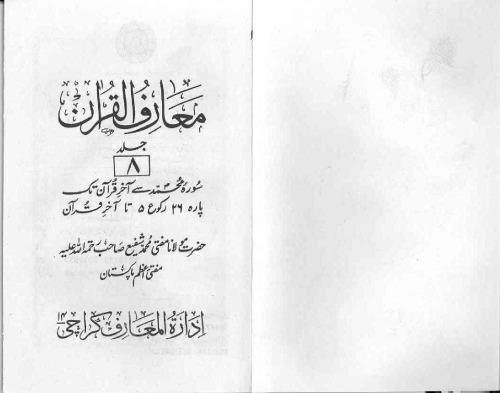 معارف القرآن
جلد
۸
سورۂ محمد سے آخر قرآن تک
پارہ ۲۶ رکوع ۵ تا آخر قرآن
حضرت مولانا مفتی محمد شفیع صاحب رحمۃ اللہ علیہ
مفتی اعظم پاکستان
ادارۃ المعارف کراچی ۱۴